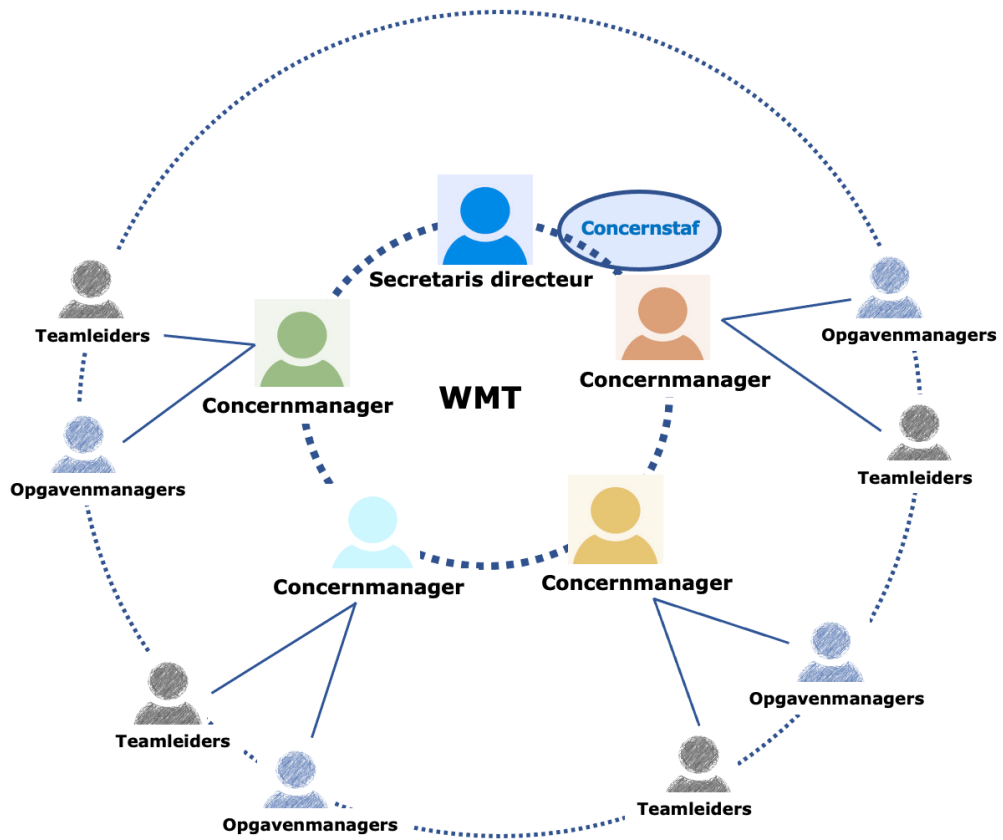 Concernstaf
Secretaris directeur
Teamleiders
Opgavenmanagers
Concernmanager
Concernmanager
WMT
Opgavenmanagers
Teamleiders
Concernmanager
Concernmanager
Opgavenmanagers
Teamleiders
Teamleiders
Opgavenmanagers